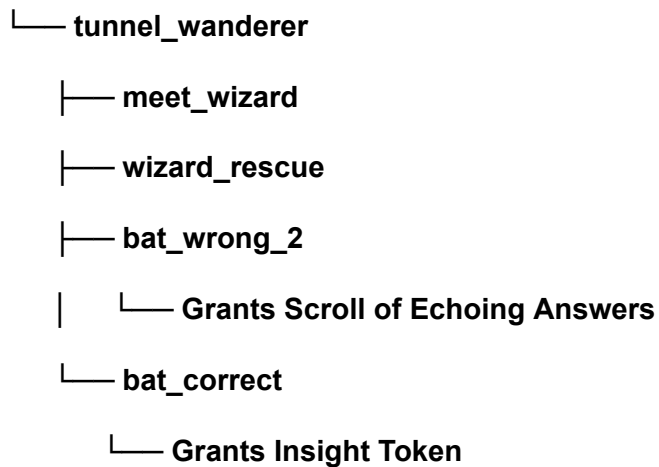 └── tunnel_wanderer
├── meet_wizard
├── wizard_rescue
├── bat_wrong_2
│ └── Grants Scroll of Echoing Answers
└── bat_correct
└── Grants Insight Token